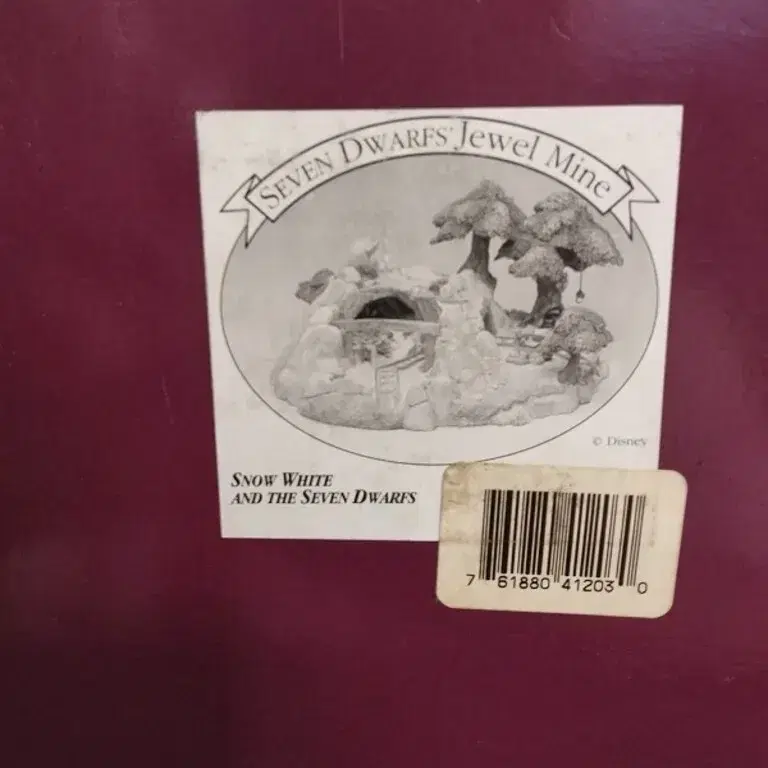 SEVEN DWARFS' Jewel Mine
© Disney
SNOW WHITE
AND THE SEVEN DWARFS
7 61880 41203 0